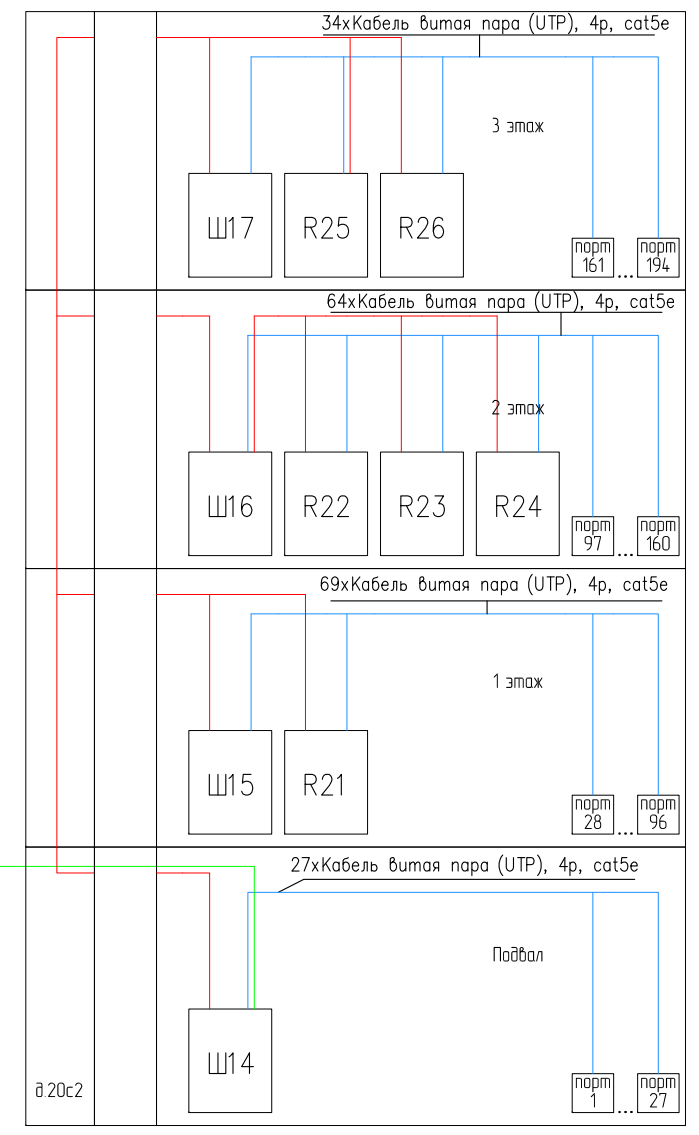 34хКабель витая пара (UTP), 4p, cat5e
3 этаж
Ш17
R25
R26
порт
161
...
порт
194
64хКабель витая пара (UTP), 4p, cat5e
2 этаж
Ш16
R22
R23
R24
порт
97
...
порт
160
69хКабель витая пара (UTP), 4p, cat5e
1 этаж
Ш15
R21
порт
28
...
порт
96
27хКабель витая пара (UTP), 4p, cat5e
Подвал
Ш14
д.20с2
порт
1
...
порт
27